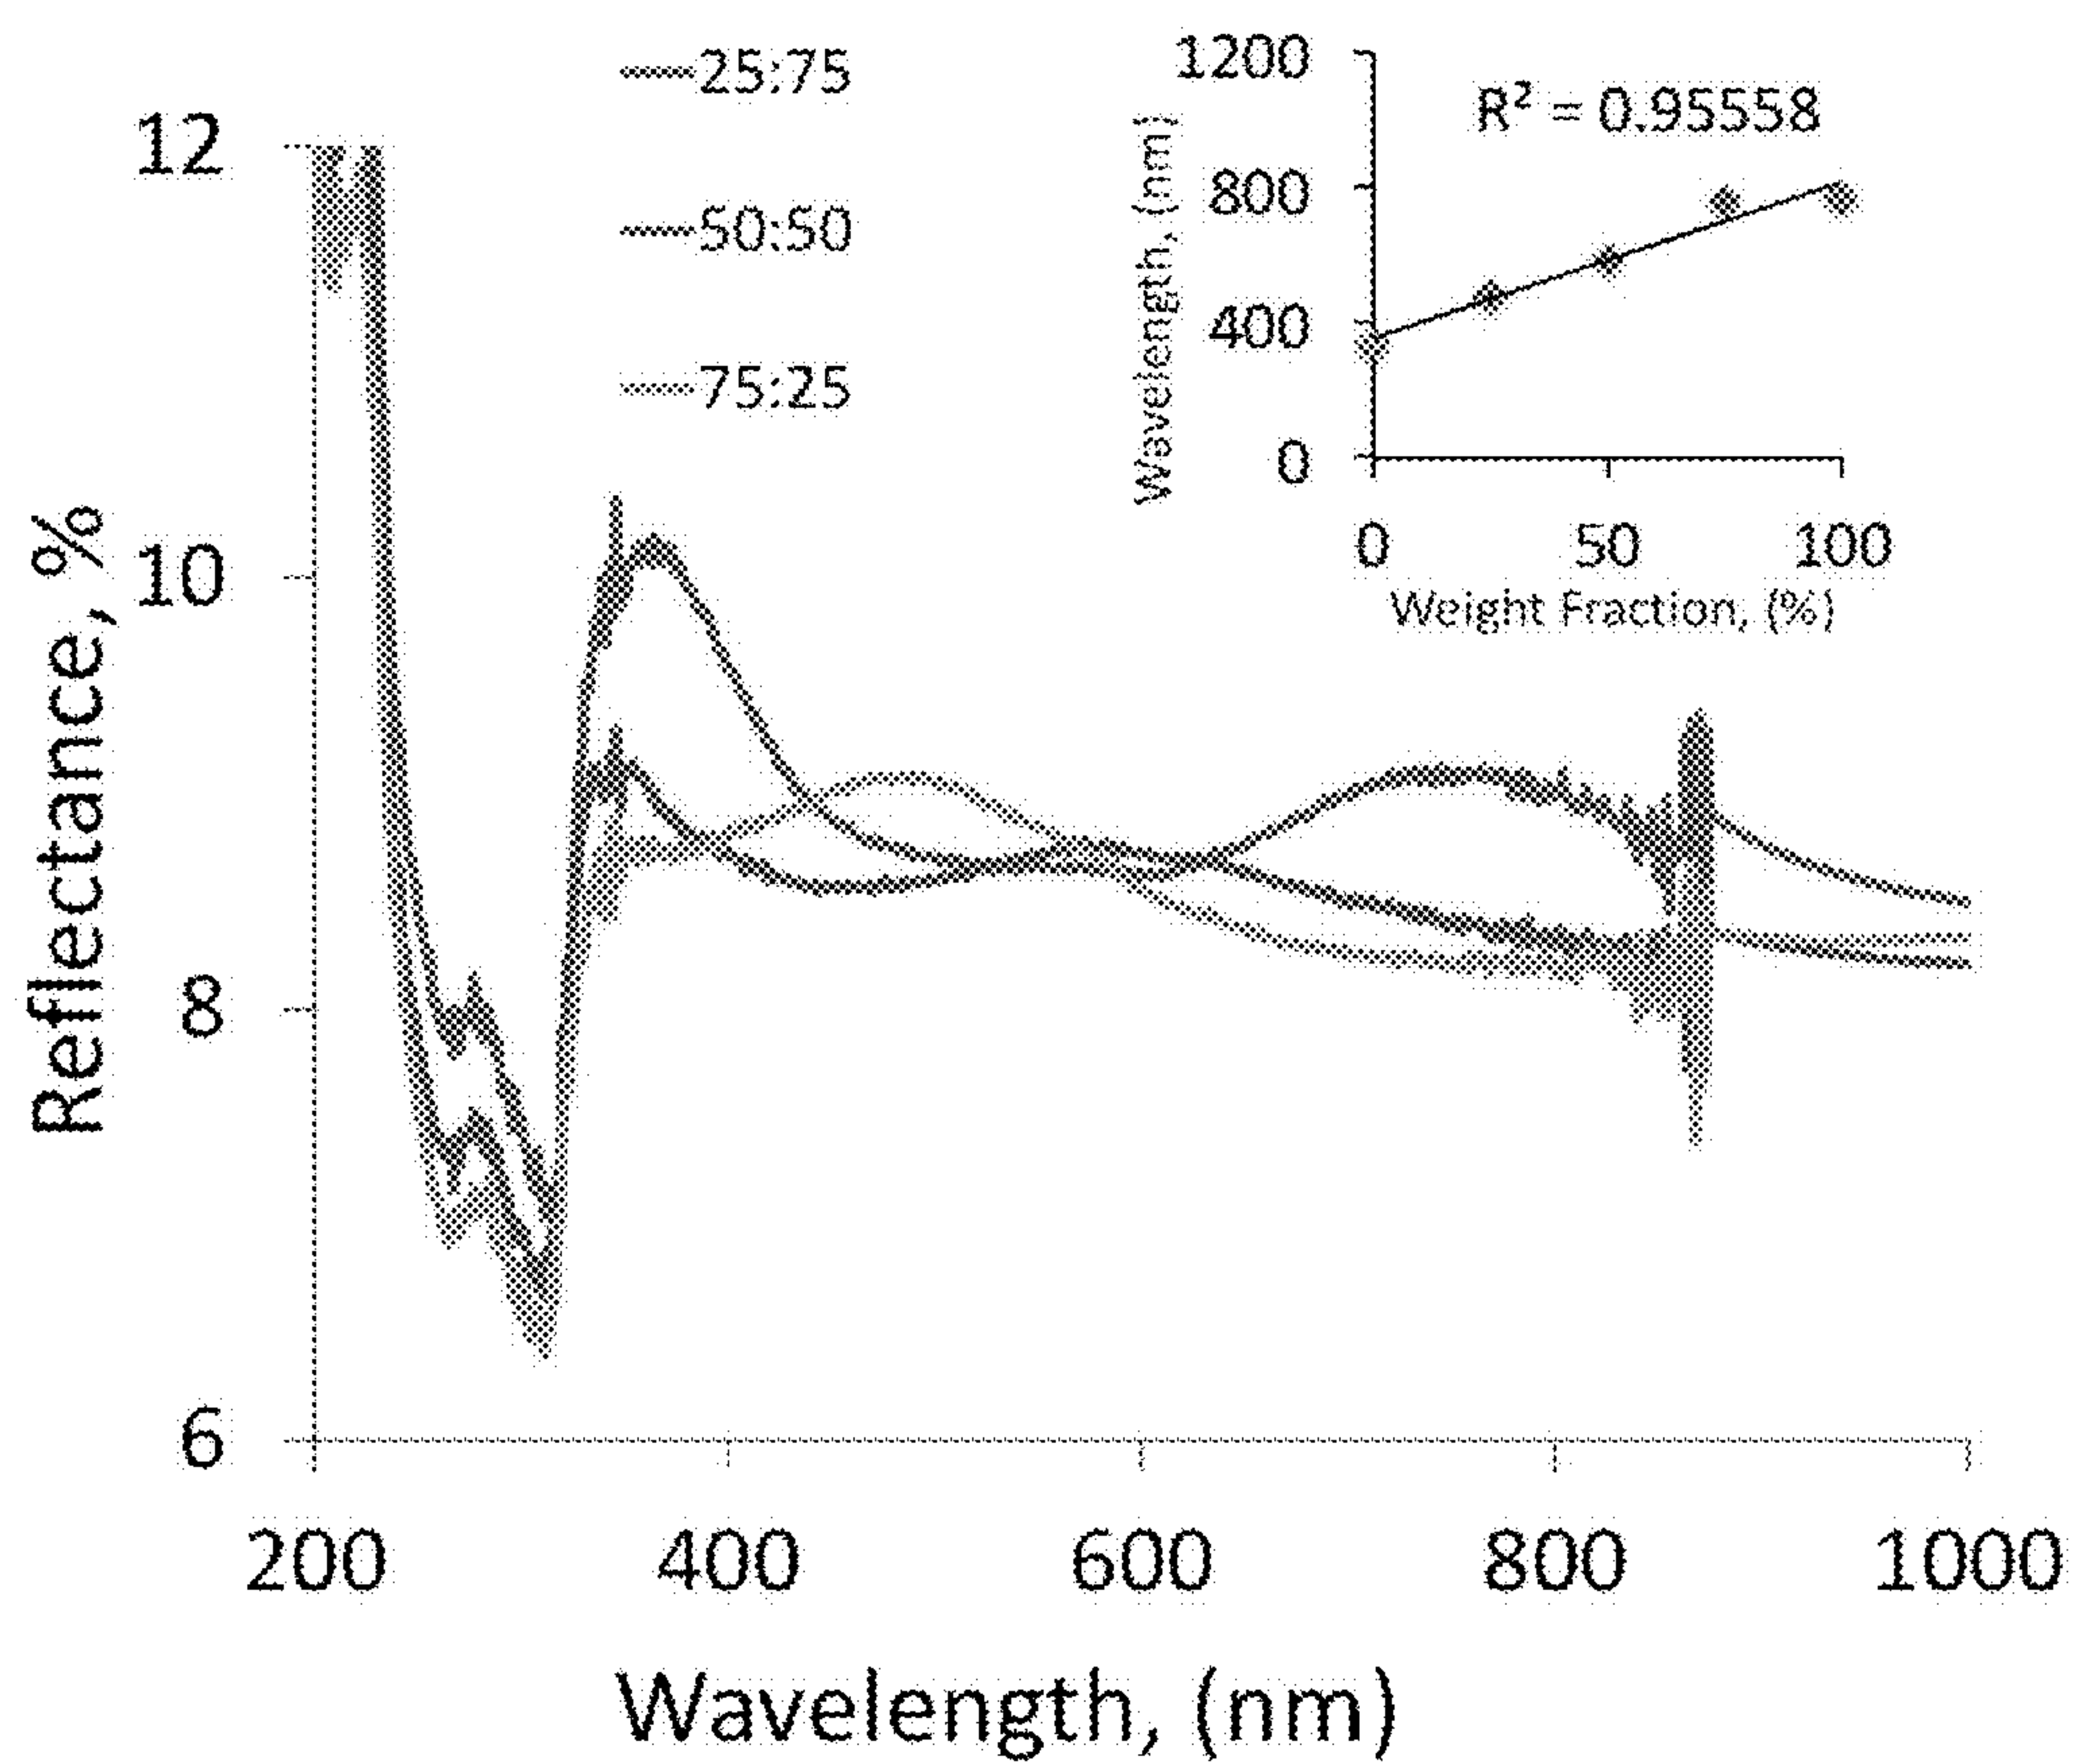 25:75
50:50
75:25
12
10
8
6
Reflectance, %
200 400 600 800 1000
Wavelength, (nm)
1200
800
400
0
R² = 0.95558
Wavelength, (nm)
0 50 100
Weight Fraction, (%)